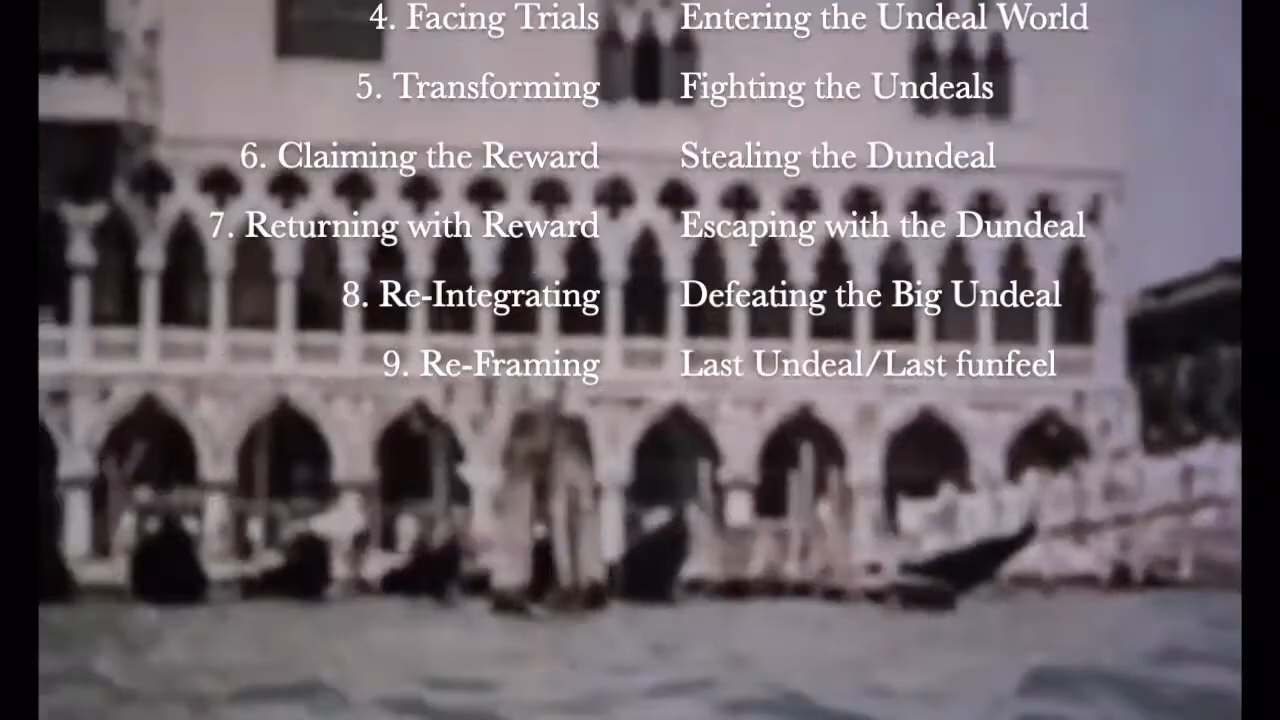 4. Facing Trials Entering the Undeal World
5. Transforming Fighting the Undeals
6. Claiming the Reward Stealing the Dundeal
7. Returning with Reward Escaping with the Dundeal
8. Re-Integrating Defeating the Big Undeal
9. Re-Framing Last Undeal/Last funfeel